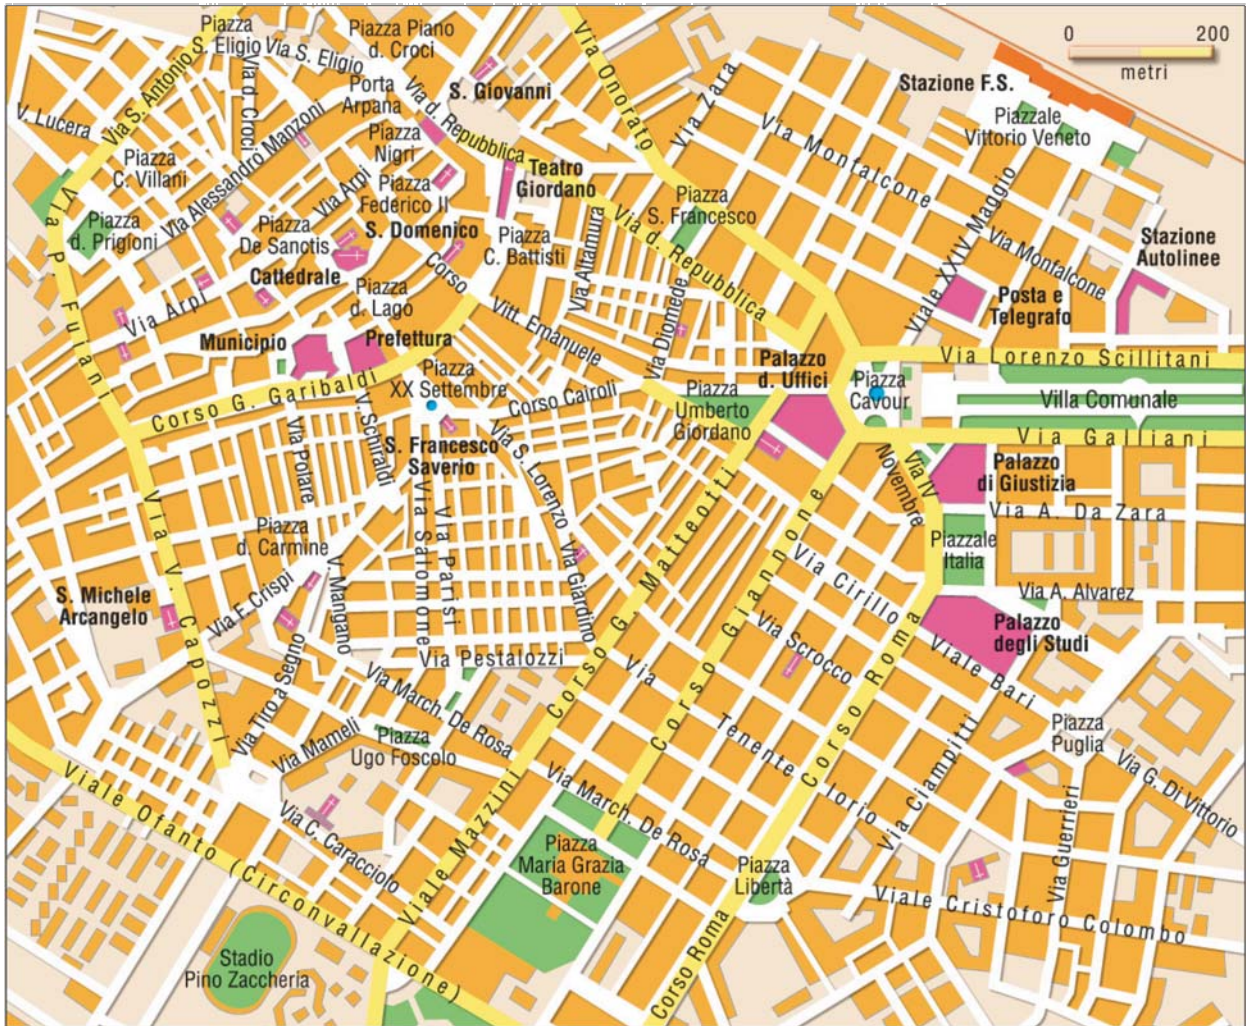 Piazza
S. Eligio
Via S. Eligio
Piazza Piano
d. Croci
Via Onorato
Via Zara
Stazione F.S.
0 200
metri
Via S. Antonio
Via d. Croci
Porta
Arpana
Via d. Repubblica
S. Giovanni
Piazzale
Vittorio Veneto
V. Lucera
Via Alessandro Manzoni
Piazza
Nigri
Via Monfalcone
Piazza
C. Villani
Via Arpi
Piazza
Federico II
Teatro
Giordano
Piazza
S. Francesco
Viale XXIV Maggio
Via Monfalcone
Stazione
Autolinee
Piazza
d. Prigioni
Piazza
De Sanotis
S. Domenico
Piazza
C. Battisti
Via Altamura
Via d. Repubblica
Via P. Fuiani
Cattedrale
Corso
Vitt. Emanuele
Via Diomede
Posta e
Telegrafo
Via Arpi
Piazza
d. Lago
Municipio
Prefettura
Palazzo
d. Uffici
Via Lorenzo Scillitani
Piazza
XX Settembre
Corso Cairoli
Piazza
Umberto
Giordano
Piazza
Cavour
Villa Comunale
Corso G. Garibaldi
V. Schiraldi
Via Potare
S. Francesco
Saverio
Via S. Lorenzo
Via Galliani
Via IV
Novembre
Palazzo
di Giustizia
Via A. Da Zara
Via V. Capozzi
Piazza
d. Carmine
Via Salomone
Via Parisi
Via Giardino
Corso G. Matteotti
Corso Giannone
Via Cirillo
Piazzale
Italia
Via A. Alvarez
S. Michele
Arcangelo
Via F. Crispi
V. Mangano
Via Scrocco
Corso Roma
Palazzo
degli Studi
Viale Bari
Via Pestalozzi
Via Tiro a Segno
Via March. De Rosa
Via Tenente Iorio
Via Ciampitti
Piazza
Puglia
Via G. Di Vittorio
Via Mameli
Piazza
Ugo Foscolo
Viale Ofanto (Circonvallazione)
Via C. Caracciolo
Viale Mazzini
Via March. De Rosa
Piazza
Maria Grazia
Barone
Piazza
Libertà
Via Guerrieri
Viale Cristoforo Colombo
Stadio
Pino Zaccheria
Corso Roma